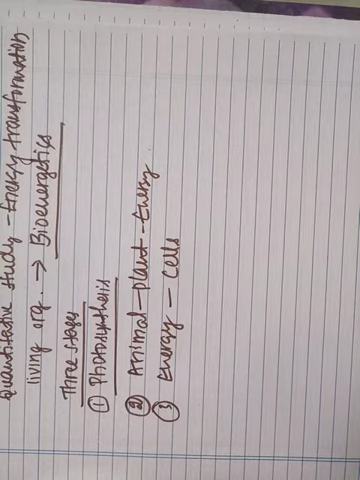 Quantitative study - Energy transformation
living org. → Bioenergetics
Three stages
① Photosynthesis
② Animal - plant - Energy
③ Energy - Cells